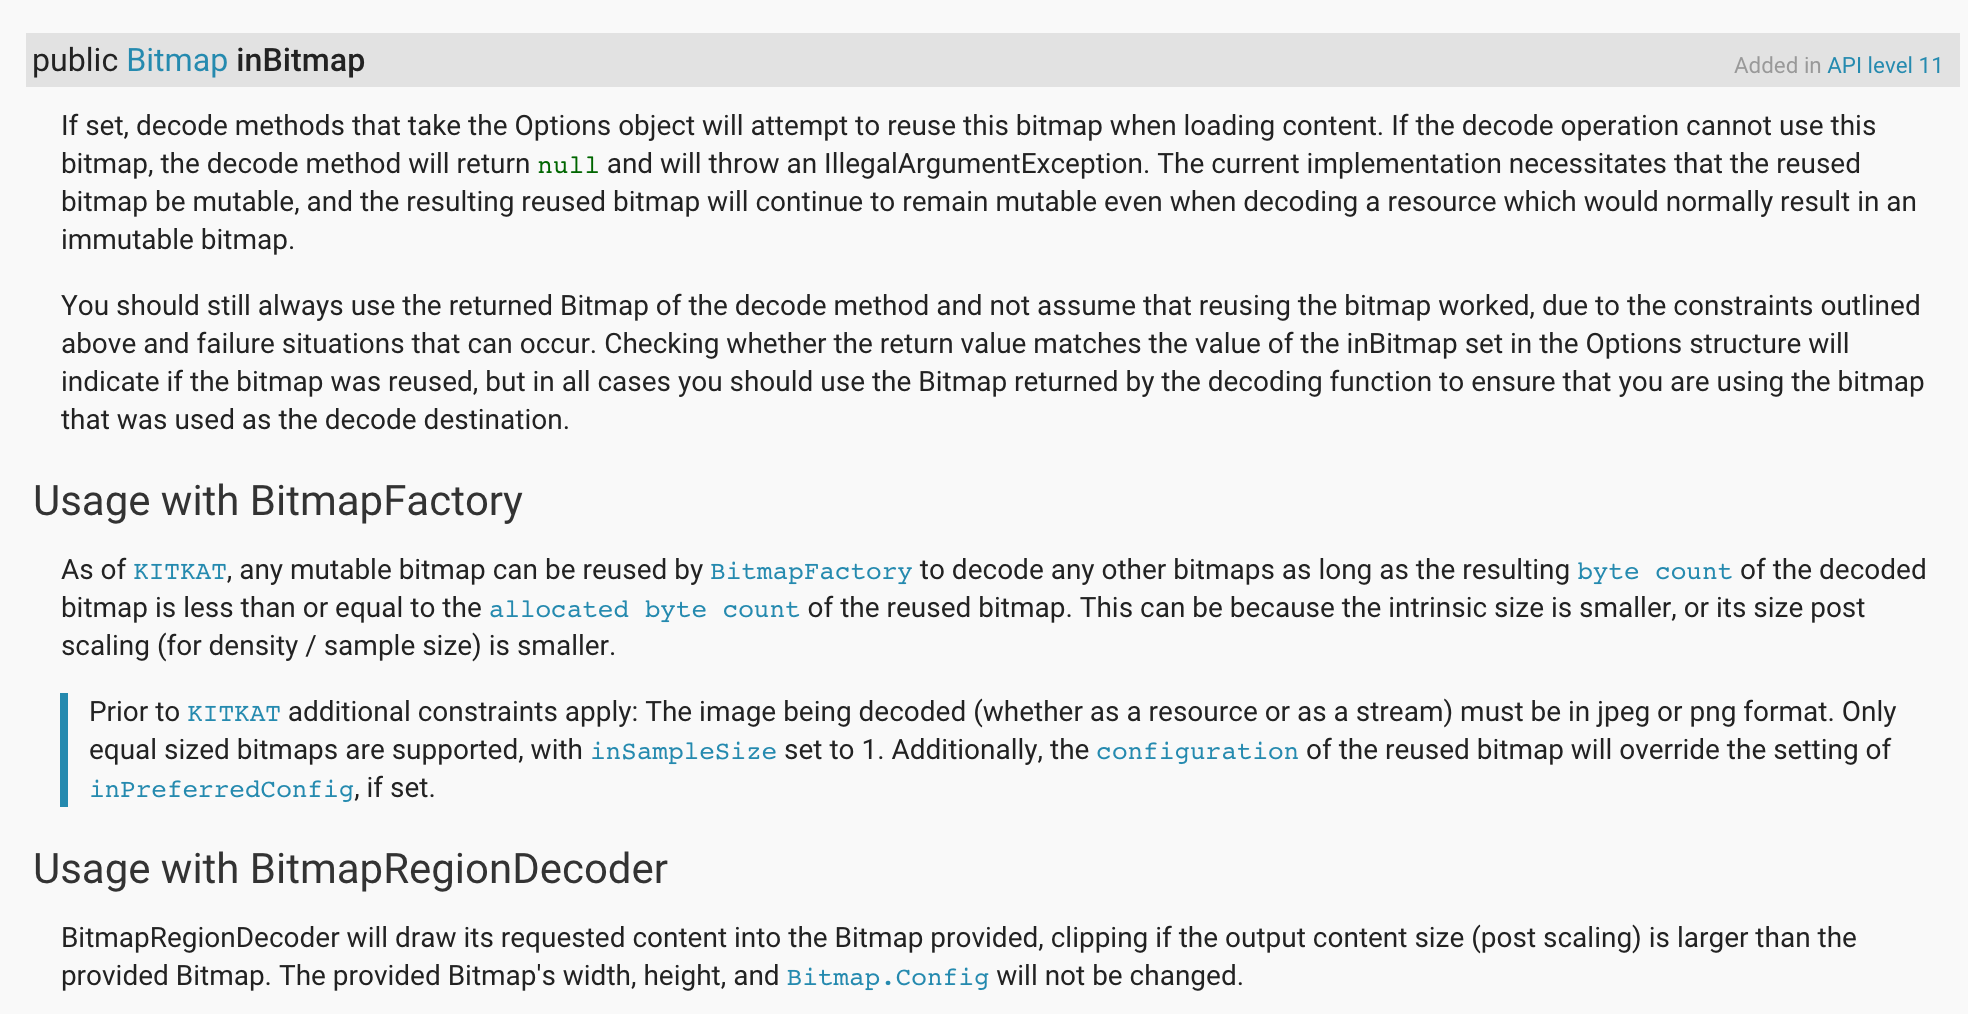 public Bitmap inBitmap
Added in API level 11
If set, decode methods that take the Options object will attempt to reuse this bitmap when loading content. If the decode operation cannot use this
bitmap, the decode method will return null and will throw an IllegalArgumentException. The current implementation necessitates that the reused
bitmap be mutable, and the resulting reused bitmap will continue to remain mutable even when decoding a resource which would normally result in an
immutable bitmap.
You should still always use the returned Bitmap of the decode method and not assume that reusing the bitmap worked, due to the constraints outlined
above and failure situations that can occur. Checking whether the return value matches the value of the inBitmap set in the Options structure will
indicate if the bitmap was reused, but in all cases you should use the Bitmap returned by the decoding function to ensure that you are using the bitmap
that was used as the decode destination.
Usage with BitmapFactory
As of KITKAT, any mutable bitmap can be reused by BitmapFactory to decode any other bitmaps as long as the resulting byte count of the decoded
bitmap is less than or equal to the allocated byte count of the reused bitmap. This can be because the intrinsic size is smaller, or its size post
scaling (for density / sample size) is smaller.
Prior to KITKAT additional constraints apply: The image being decoded (whether as a resource or as a stream) must be in jpeg or png format. Only
equal sized bitmaps are supported, with inSampleSize set to 1. Additionally, the configuration of the reused bitmap will override the setting of
inPreferredConfig, if set.
Usage with BitmapRegionDecoder
BitmapRegionDecoder will draw its requested content into the Bitmap provided, clipping if the output content size (post scaling) is larger than the
provided Bitmap. The provided Bitmap's width, height, and Bitmap.Config will not be changed.